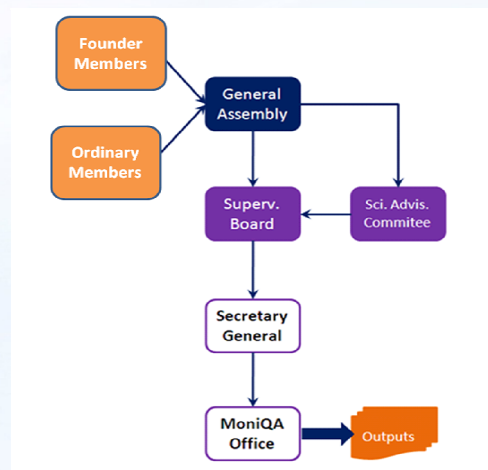 Founder
Members
General
Assembly
Ordinary
Members
Superv.
Board
Sci. Advis.
Commitee
Secretary
General
MoniQA
Office
Outputs